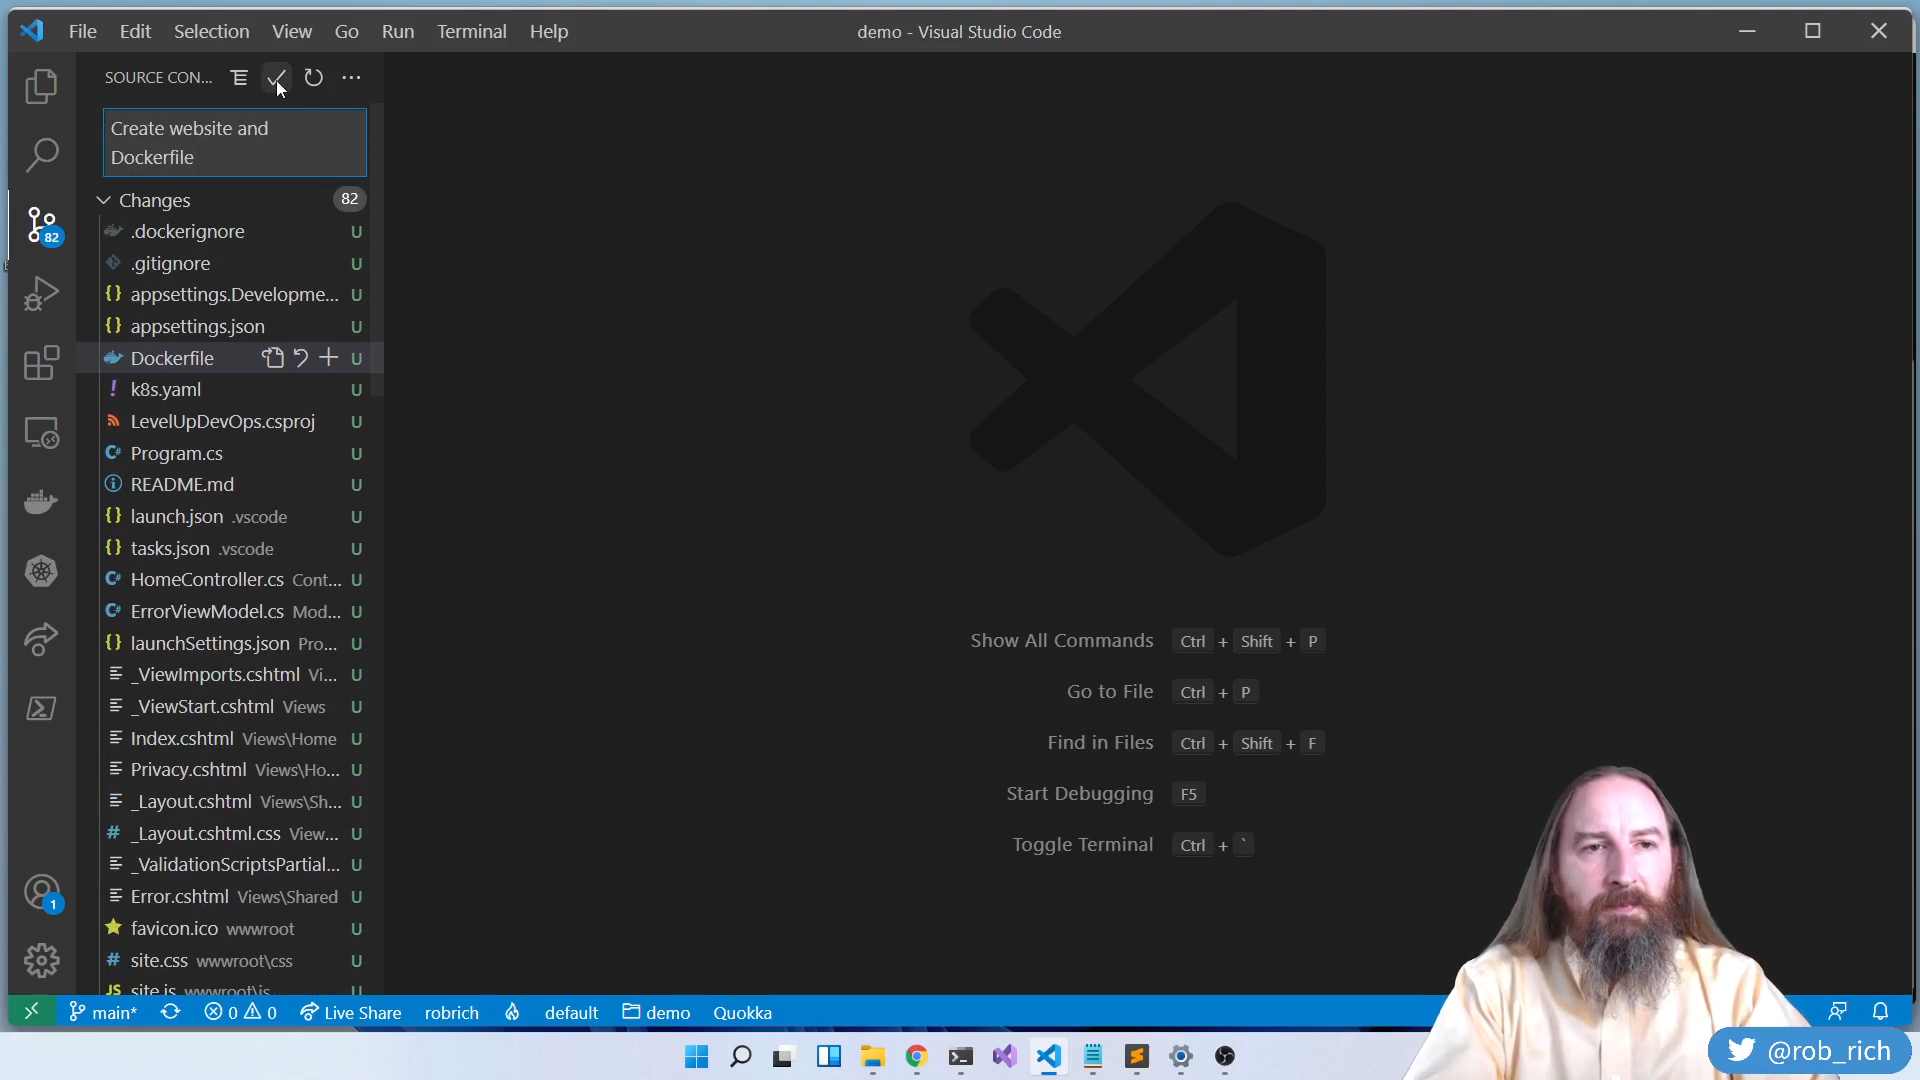 File Edit Selection View Go Run Terminal Help
demo - Visual Studio Code
SOURCE CON...
Create website and
Dockerfile
Changes 82
82
.dockerignore U
.gitignore U
appsettings.Developme... U
appsettings.json U
Dockerfile U
k8s.yaml U
LevelUpDevOps.csproj U
Program.cs U
README.md U
launch.json .vscode U
tasks.json .vscode U
HomeController.cs Cont... U
ErrorViewModel.cs Mod... U
launchSettings.json Pro... U
_ViewImports.cshtml Vi... U
_ViewStart.cshtml Views U
Index.cshtml Views\Home U
Privacy.cshtml Views\Ho... U
_Layout.cshtml Views\Sh... U
_Layout.cshtml.css View... U
_ValidationScriptsPartial... U
Error.cshtml Views\Shared U
favicon.ico wwwroot U
site.css wwwroot\css U
site.js wwwroot\js U
1
Show All Commands Ctrl + Shift + P
Go to File Ctrl + P
Find in Files Ctrl + Shift + F
Start Debugging F5
Toggle Terminal Ctrl + `
main* 0 0 Live Share robrich default demo Quokka
@rob_rich